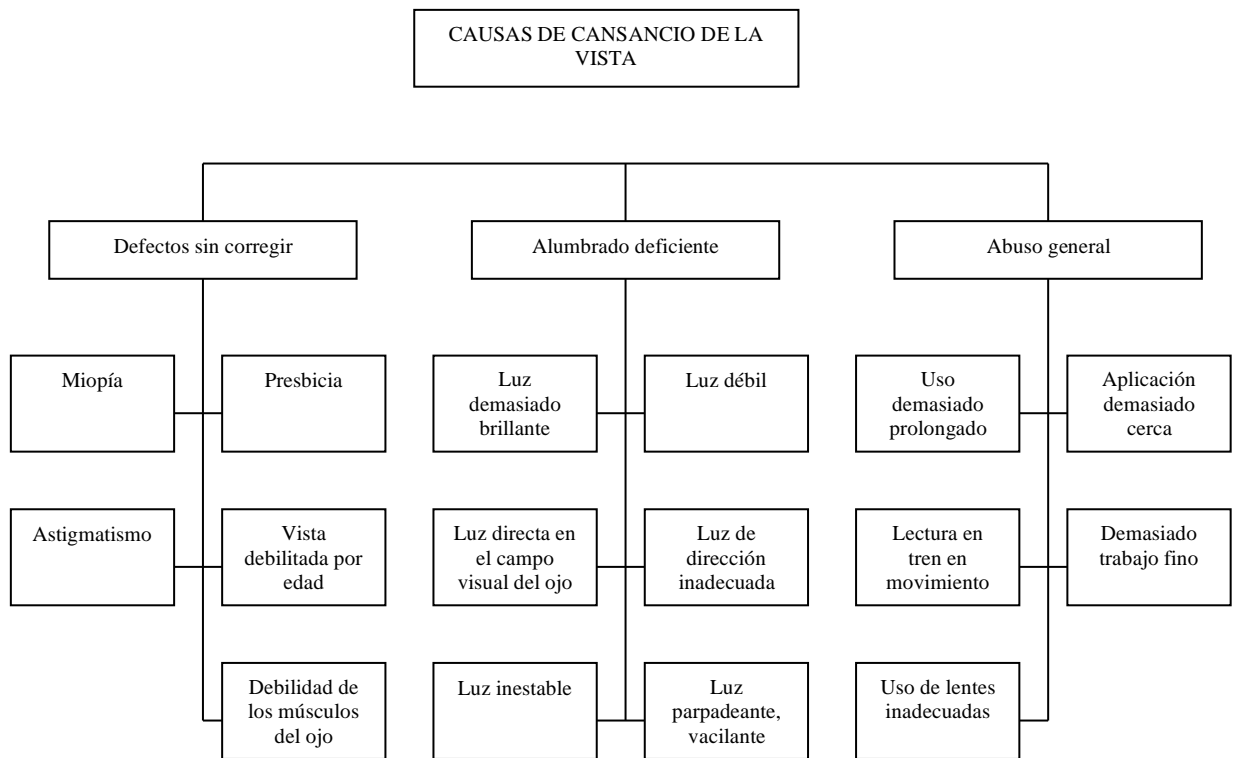 CAUSAS DE CANSANCIO DE LA
VISTA
Defectos sin corregir
Alumbrado deficiente
Abuso general
Miopía
Presbicia
Luz
demasiado
brillante
Luz débil
Uso
demasiado
prolongado
Aplicación
demasiado
cerca
Astigmatismo
Vista
debilitada por
edad
Luz directa en
el campo
visual del ojo
Luz de
dirección
inadecuada
Lectura en
tren en
movimiento
Demasiado
trabajo fino
Debilidad de
los músculos
del ojo
Luz inestable
Luz
parpadeante,
vacilante
Uso de lentes
inadecuadas